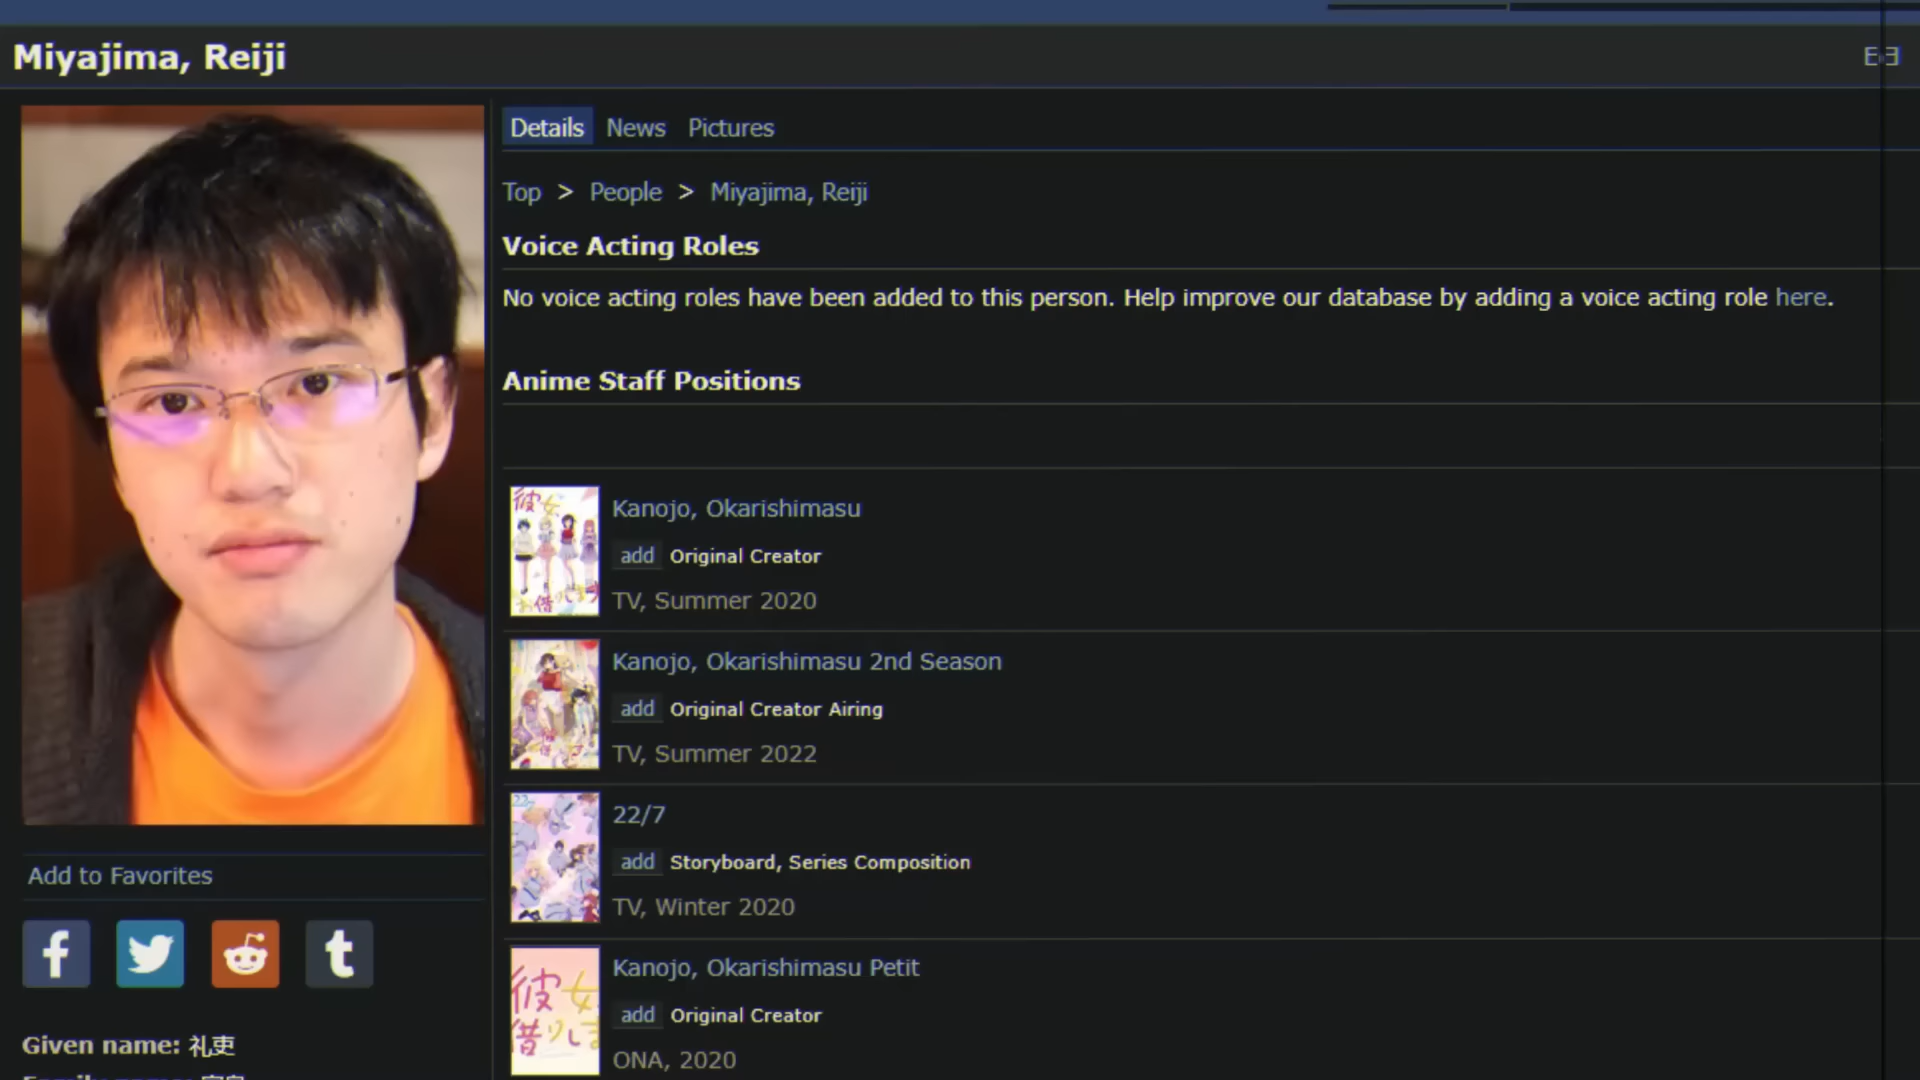 Miyajima, Reiji
Details News Pictures
Top > People > Miyajima, Reiji
Voice Acting Roles
No voice acting roles have been added to this person. Help improve our database by adding a voice acting role here.
Anime Staff Positions
Kanojo, Okarishimasu
add Original Creator
TV, Summer 2020
Kanojo, Okarishimasu 2nd Season
add Original Creator Airing
TV, Summer 2022
22/7
add Storyboard, Series Composition
TV, Winter 2020
Kanojo, Okarishimasu Petit
add Original Creator
ONA, 2020
Add to Favorites
Given name: 礼吏